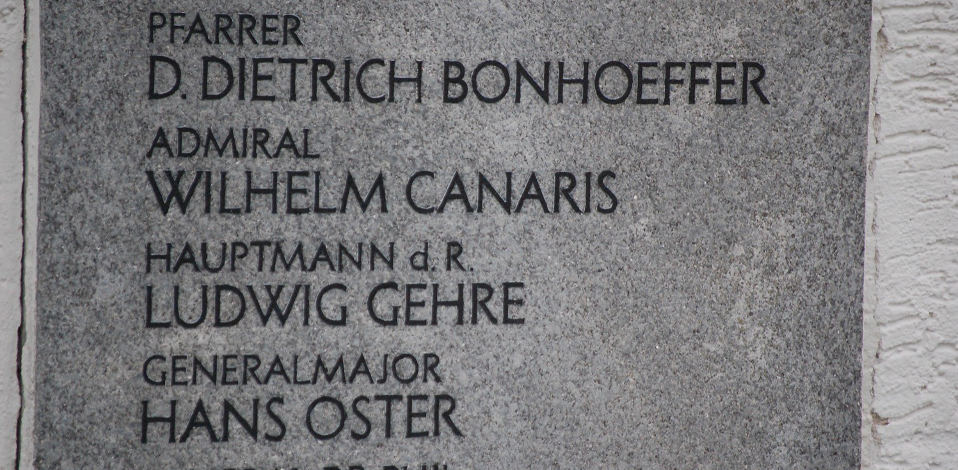 PFARRER
D. DIETRICH BONHOEFFER
ADMIRAL
WILHELM CANARIS
HAUPTMANN d. R.
LUDWIG GEHRE
GENERALMAJOR
HANS OSTER